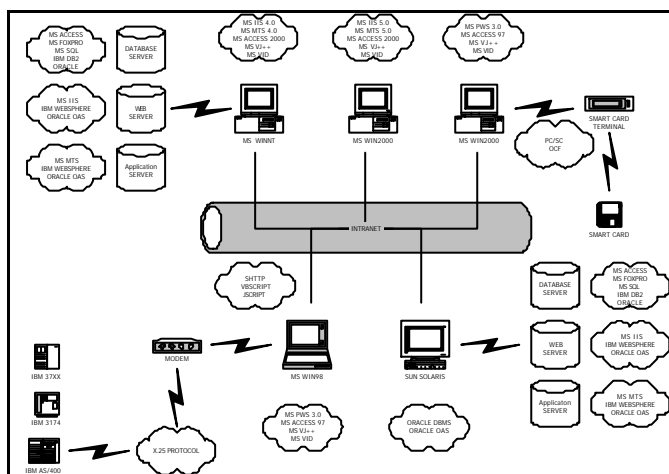 MS ACCESS
MS FOXPRO
MS SQL
IBM DB2
ORACLE
DATABASE
SERVER
MS IIS 4.0
MS MTS 4.0
MS ACCESS 2000
MS VJ++
MS VID
MS IIS 5.0
MS MTS 5.0
MS ACCESS 2000
MS VJ++
MS VID
MS PWS 3.0
MS ACCESS 97
MS VJ++
MS VID
MS IIS
IBM WEBSPHERE
ORACLE OAS
WEB
SERVER
MS WINNT
MS WIN2000
MS WIN2000
SMART CARD
TERMINAL
PC/SC
OCF
MS MTS
IBM WEBSPHERE
ORACLE OAS
Application
SERVER
INTRANET
SMART CARD
SHTTP
VBSCRIPT
JSCRIPT
DATABASE
SERVER
MS ACCESS
MS FOXPRO
MS SQL
IBM DB2
ORACLE
MODEM
MS WIN98
SUN SOLARIS
WEB
SERVER
MS IIS
IBM WEBSPHERE
ORACLE OAS
IBM 37XX
IBM 3174
IBM AS/400
X.25 PROTOCOL
MS PWS 3.0
MS ACCESS 97
MS VJ++
MS VID
ORACLE DBMS
ORACLE OAS
Applicaton
SERVER
MS MTS
IBM WEBSPHERE
ORACLE OAS